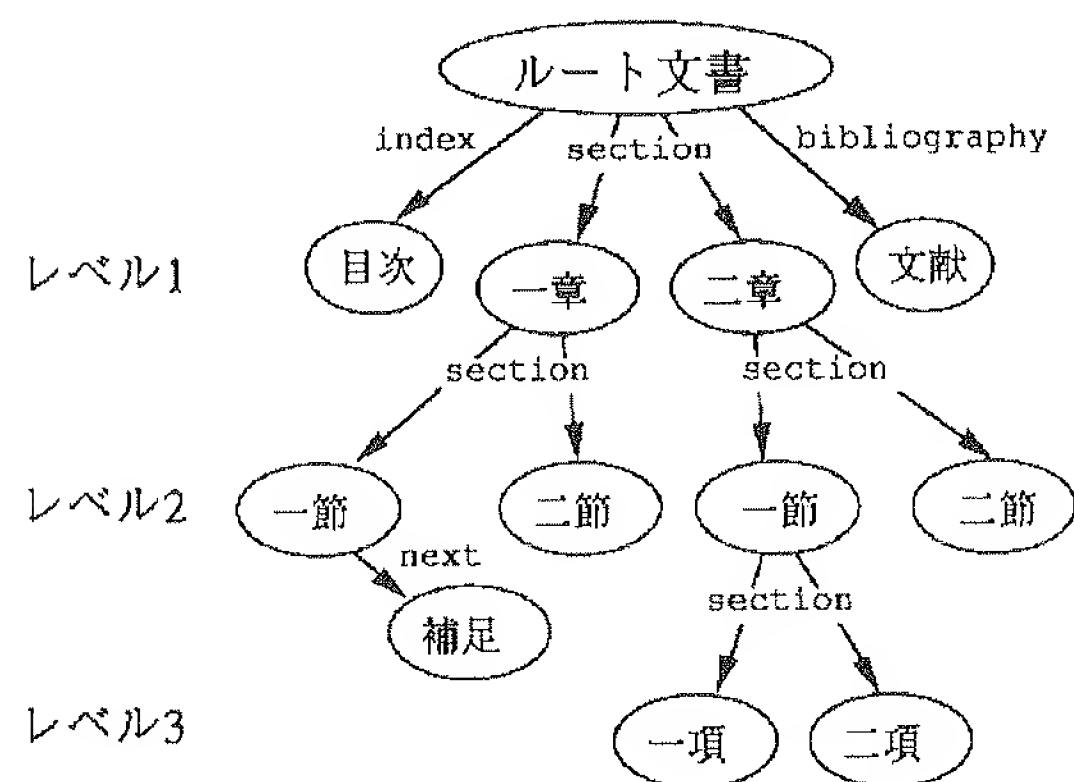 ルート文書
index
section
bibliography
レベル1
目次
一章
二章
文献
section
section
レベル2
一節
二節
一節
二節
next
補足
section
レベル3
一項
二項